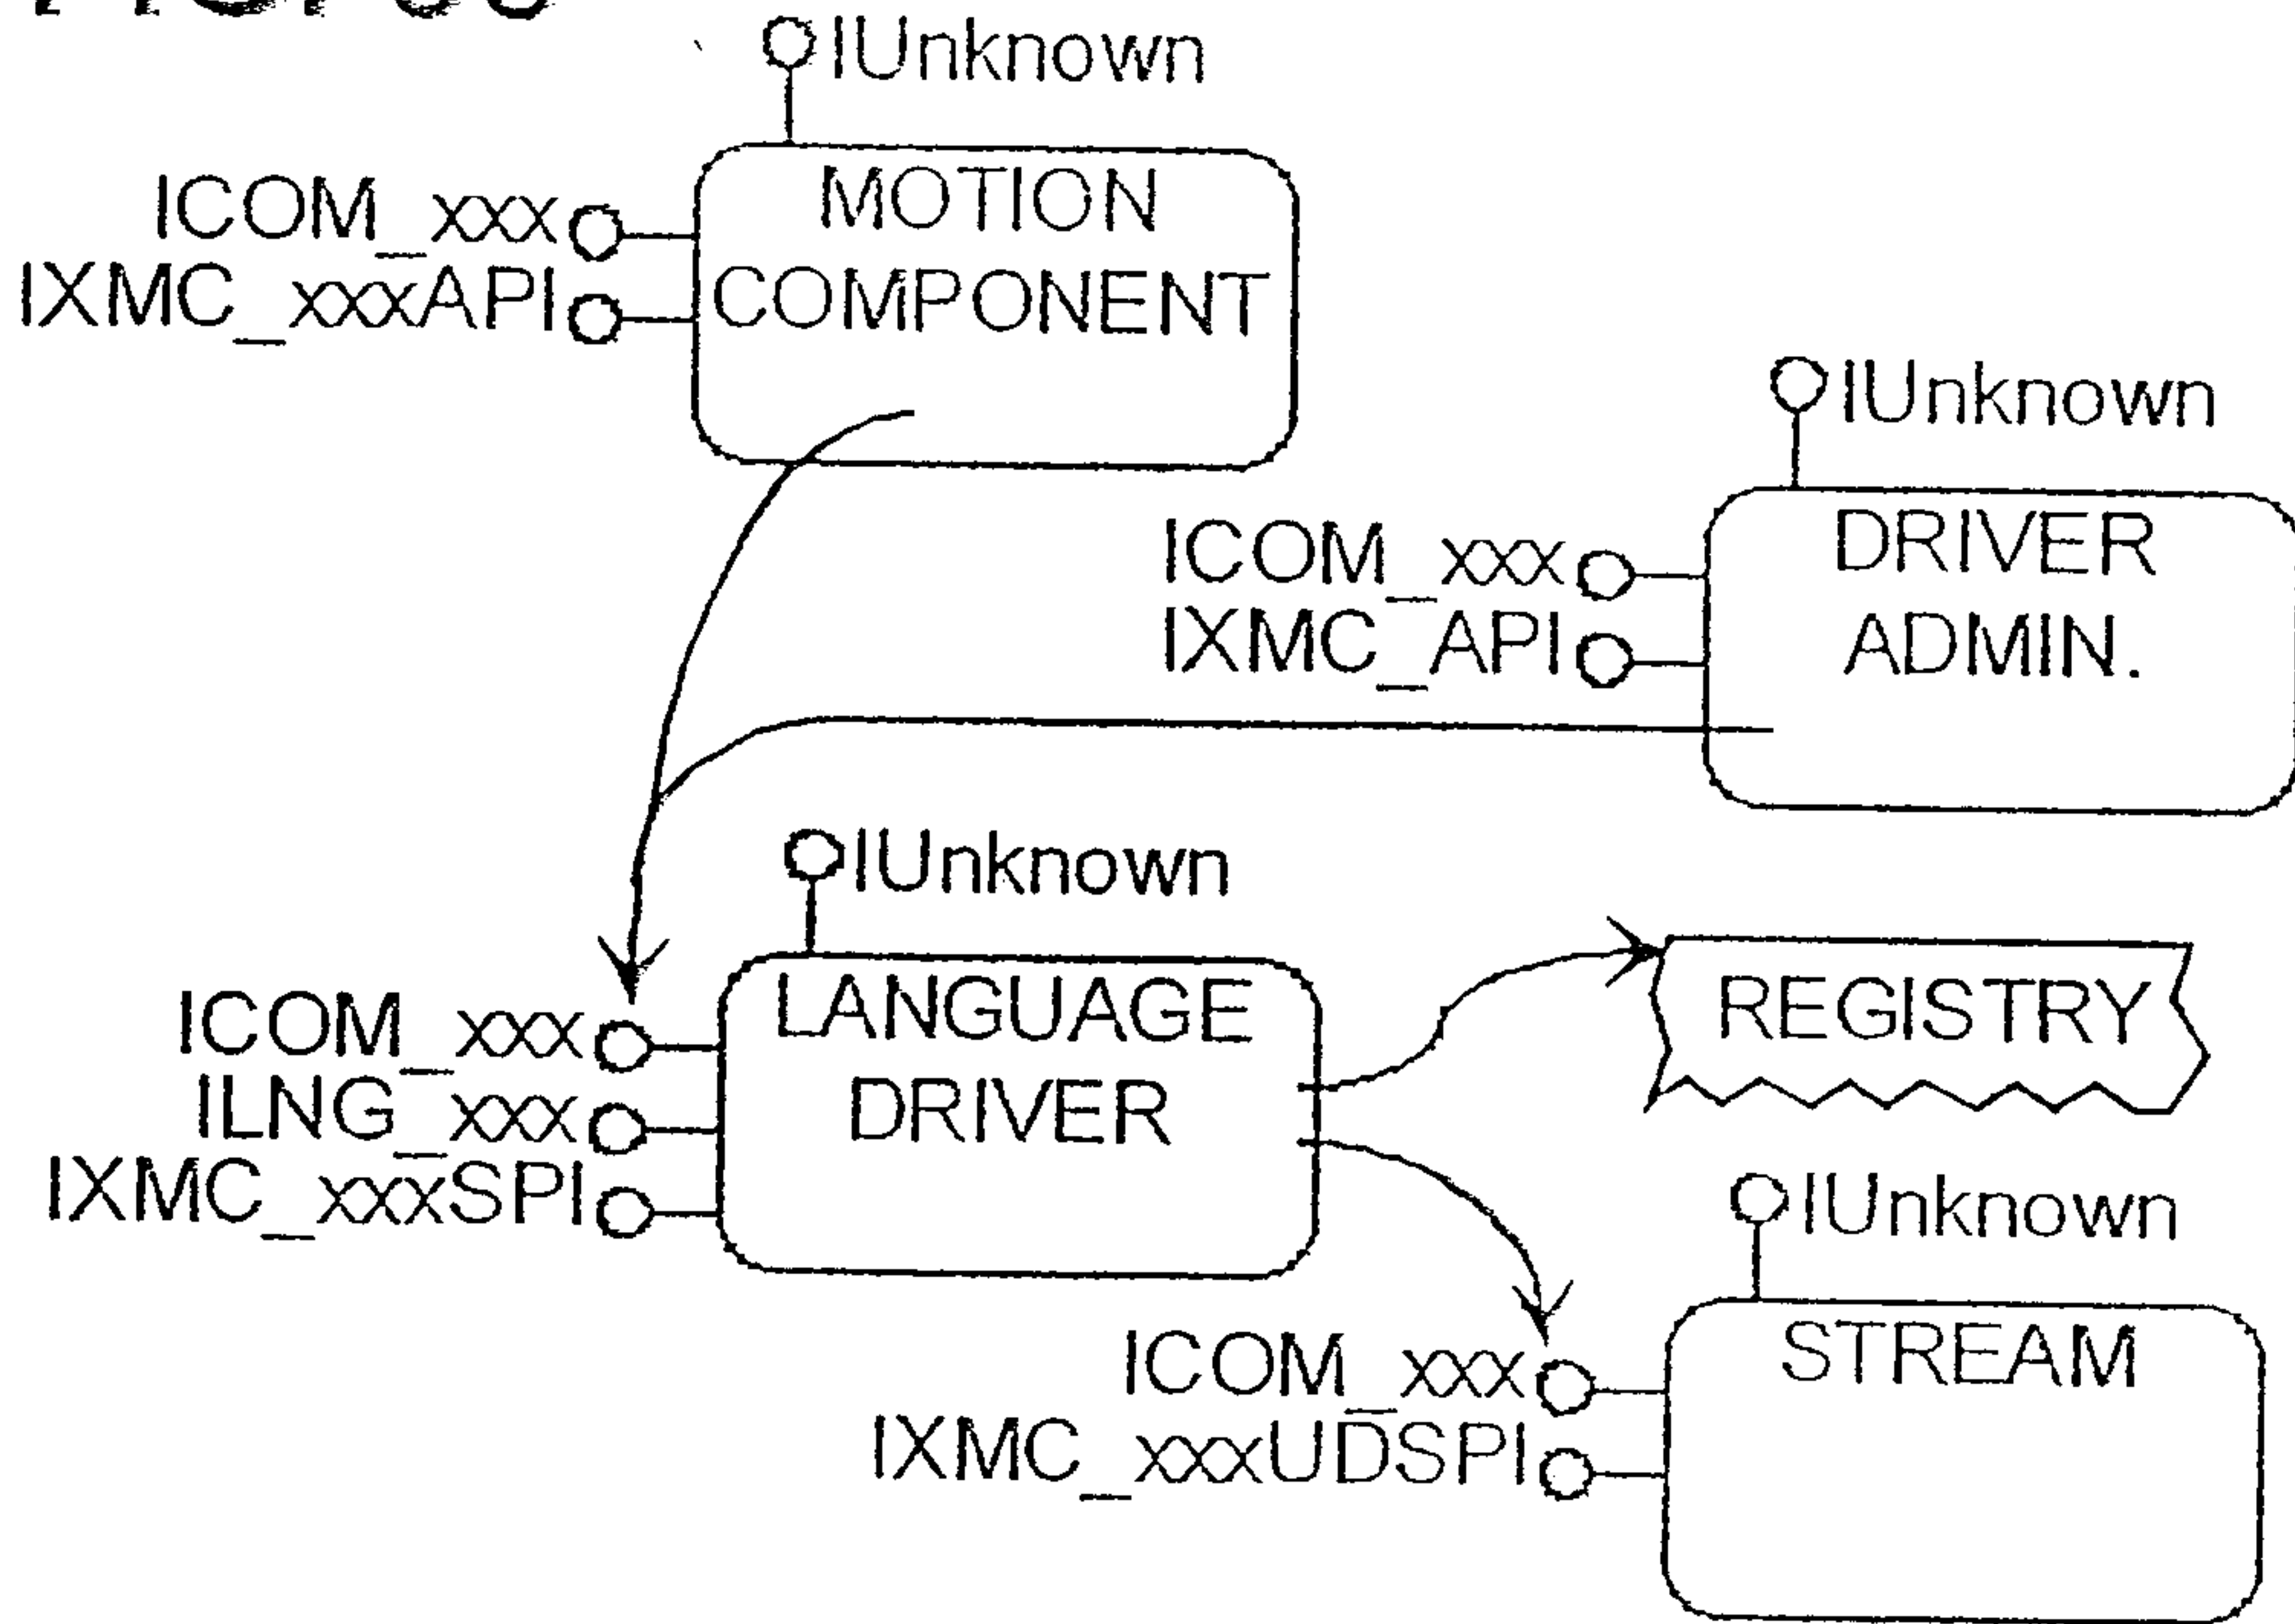 IUnknown
MOTION
COMPONENT
ICOM_xxx
IXMC_xxxAPI
IUnknown
DRIVER
ADMIN.
ICOM_xxx
IXMC_API
IUnknown
LANGUAGE
DRIVER
ICOM_xxx
ILNG_xxx
IXMC_xxxSPI
REGISTRY
IUnknown
STREAM
ICOM_xxx
IXMC_xxxUDSPI